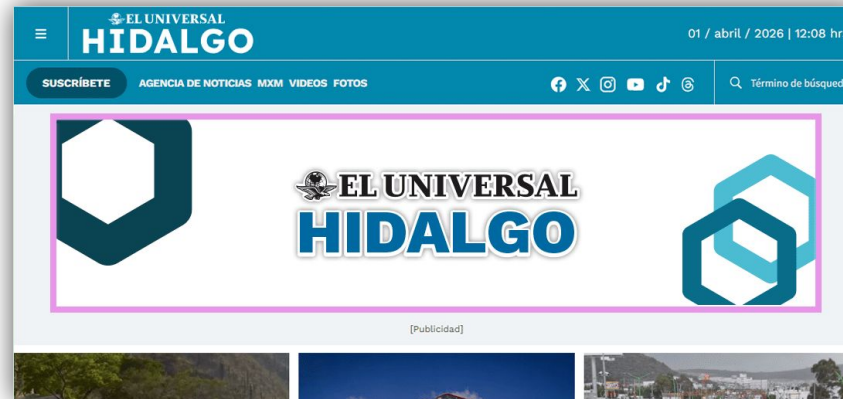 EL UNIVERSAL
HIDALGO
01 / abril / 2026 | 12:08 hr
SUSCRÍBETE AGENCIA DE NOTICIAS MXM VIDEOS FOTOS
Término de búsqued
EL UNIVERSAL
HIDALGO
[Publicidad]